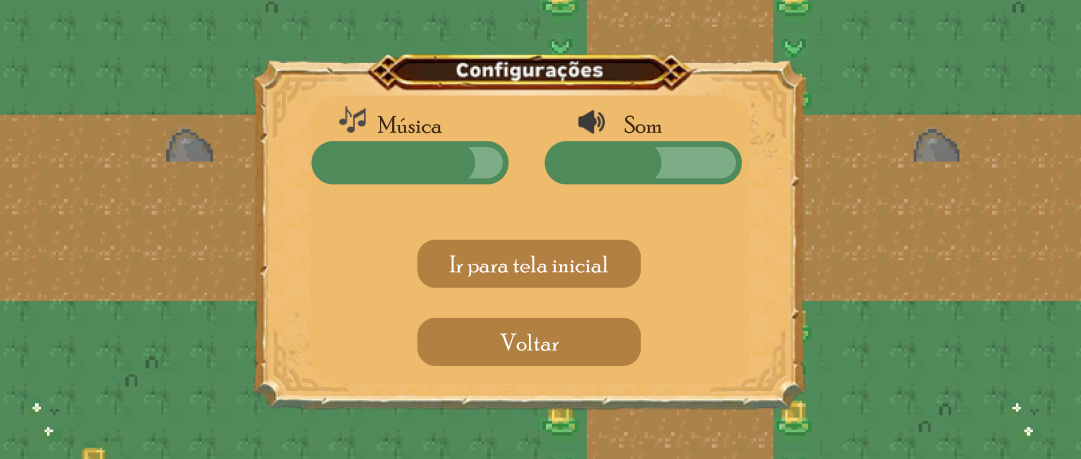 Configurações
Música
Som
Ir para tela inicial
Voltar